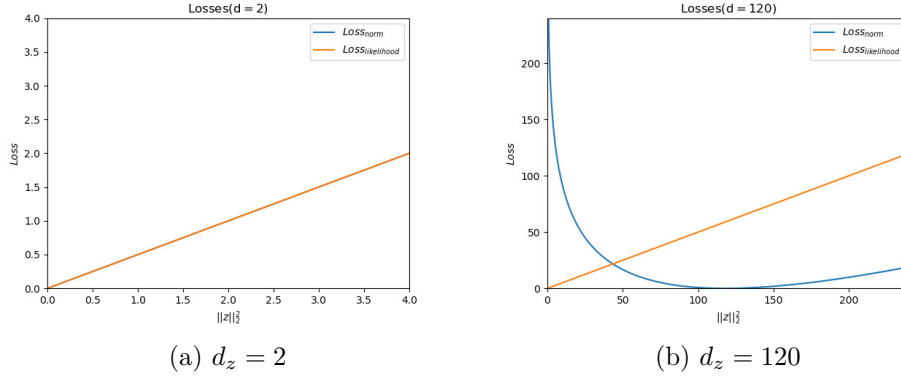 Losses(d = 2)
4.0
3.5
3.0
2.5
2.0
1.5
1.0
0.5
0.0
Loss
Loss_norm
Loss_likelihood
0.0 0.5 1.0 1.5 2.0 2.5 3.0 3.5 4.0
||z||₂²
(a) d_z = 2
Losses(d = 120)
200
150
100
50
0
Loss
Loss_norm
Loss_likelihood
0 50 100 150 200
||z||₂²
(b) d_z = 120